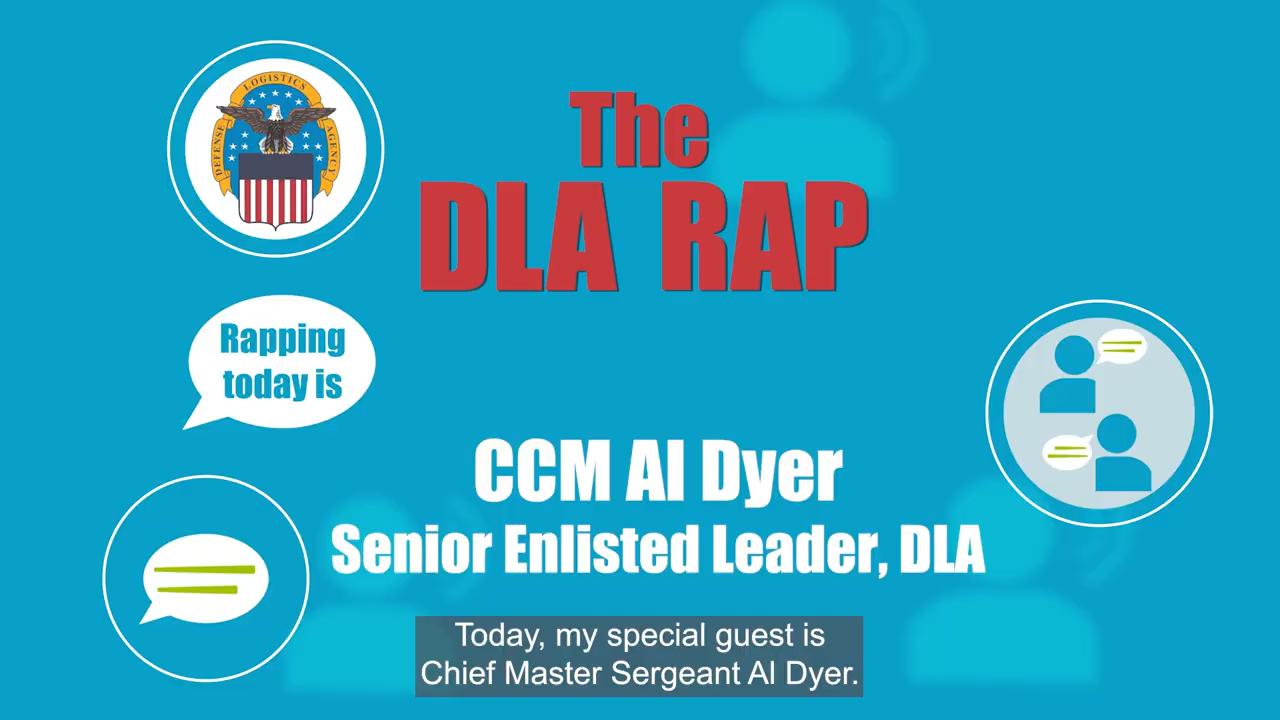 LOGISTICS
DEFENSE
AGENCY
The
DLA RAP
Rapping
today is
CCM Al Dyer
Senior Enlisted Leader, DLA
Today, my special guest is
Chief Master Sergeant Al Dyer.